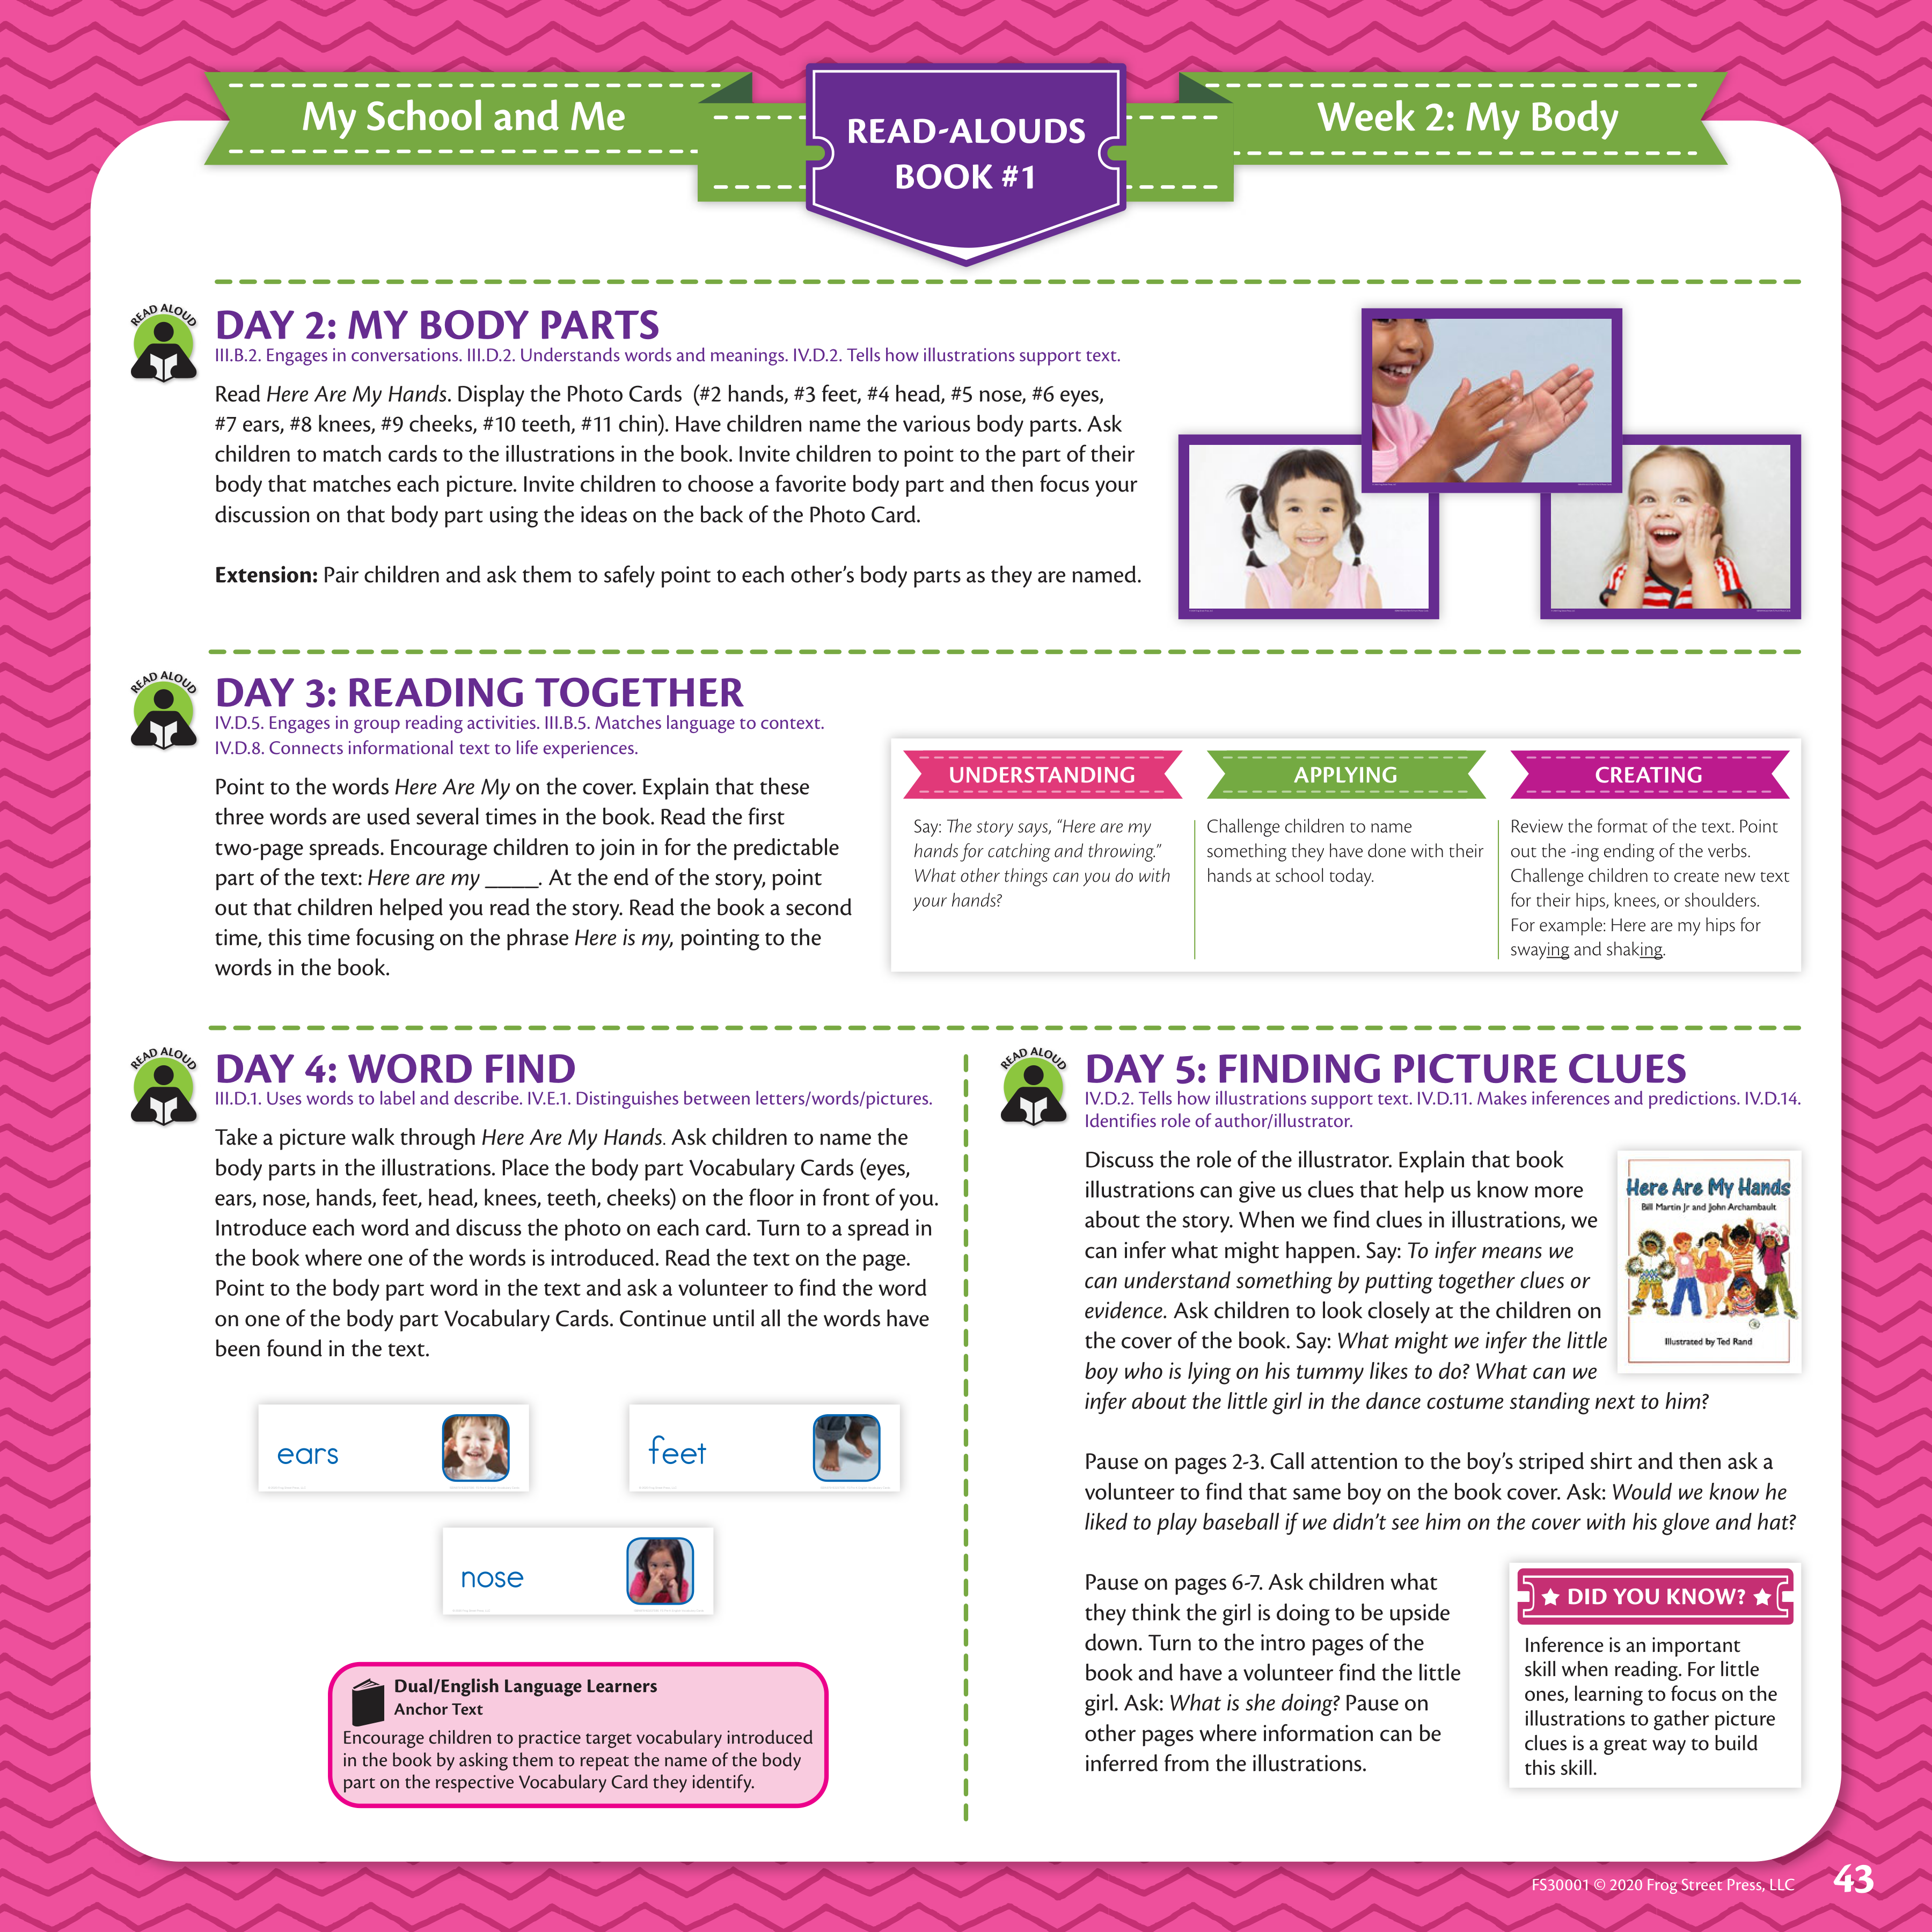 My School and Me
READ-ALOUDS
BOOK #1
Week 2: My Body
READ ALOUD
DAY 2: MY BODY PARTS
III.B.2. Engages in conversations. III.D.2. Understands words and meanings. IV.D.2. Tells how illustrations support text.
Read Here Are My Hands. Display the Photo Cards (#2 hands, #3 feet, #4 head, #5 nose, #6 eyes,
#7 ears, #8 knees, #9 cheeks, #10 teeth, #11 chin). Have children name the various body parts. Ask
children to match cards to the illustrations in the book. Invite children to point to the part of their
body that matches each picture. Invite children to choose a favorite body part and then focus your
discussion on that body part using the ideas on the back of the Photo Card.
Extension: Pair children and ask them to safely point to each other's body parts as they are named.
READ ALOUD
DAY 3: READING TOGETHER
IV.D.5. Engages in group reading activities. III.B.5. Matches language to context.
IV.D.8. Connects informational text to life experiences.
Point to the words Here Are My on the cover. Explain that these
three words are used several times in the book. Read the first
two-page spreads. Encourage children to join in for the predictable
part of the text: Here are my _____. At the end of the story, point
out that children helped you read the story. Read the book a second
time, this time focusing on the phrase Here is my, pointing to the
words in the book.
UNDERSTANDING
Say: The story says, "Here are my
hands for catching and throwing."
What other things can you do with
your hands?
APPLYING
Challenge children to name
something they have done with their
hands at school today.
CREATING
Review the format of the text. Point
out the -ing ending of the verbs.
Challenge children to create new text
for their hips, knees, or shoulders.
For example: Here are my hips for
swaying and shaking.
READ ALOUD
DAY 4: WORD FIND
III.D.1. Uses words to label and describe. IV.E.1. Distinguishes between letters/words/pictures.
Take a picture walk through Here Are My Hands. Ask children to name the
body parts in the illustrations. Place the body part Vocabulary Cards (eyes,
ears, nose, hands, feet, head, knees, teeth, cheeks) on the floor in front of you.
Introduce each word and discuss the photo on each card. Turn to a spread in
the book where one of the words is introduced. Read the text on the page.
Point to the body part word in the text and ask a volunteer to find the word
on one of the body part Vocabulary Cards. Continue until all the words have
been found in the text.
ears
feet
nose
Dual/English Language Learners
Anchor Text
Encourage children to practice target vocabulary introduced
in the book by asking them to repeat the name of the body
part on the respective Vocabulary Card they identify.
READ ALOUD
DAY 5: FINDING PICTURE CLUES
IV.D.2. Tells how illustrations support text. IV.D.11. Makes inferences and predictions. IV.D.14.
Identifies role of author/illustrator.
Discuss the role of the illustrator. Explain that book
illustrations can give us clues that help us know more
about the story. When we find clues in illustrations, we
can infer what might happen. Say: To infer means we
can understand something by putting together clues or
evidence. Ask children to look closely at the children on
the cover of the book. Say: What might we infer the little
boy who is lying on his tummy likes to do? What can we
infer about the little girl in the dance costume standing next to him?
Here Are My Hands
Bill Martin Jr and John Archambault
Illustrated by Ted Rand
Pause on pages 2-3. Call attention to the boy's striped shirt and then ask a
volunteer to find that same boy on the book cover. Ask: Would we know he
liked to play baseball if we didn't see him on the cover with his glove and hat?
Pause on pages 6-7. Ask children what
they think the girl is doing to be upside
down. Turn to the intro pages of the
book and have a volunteer find the little
girl. Ask: What is she doing? Pause on
other pages where information can be
inferred from the illustrations.
DID YOU KNOW?
Inference is an important
skill when reading. For little
ones, learning to focus on the
illustrations to gather picture
clues is a great way to build
this skill.
FS30001 © 2020 Frog Street Press, LLC
43